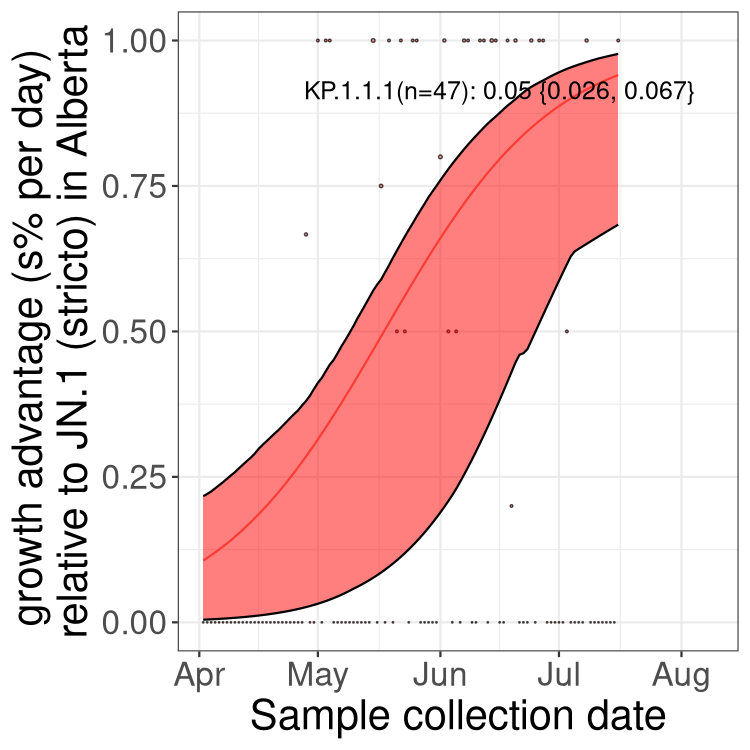 growth advantage (s% per day)
relative to JN.1 (stricto) in Alberta
1.00
0.75
0.50
0.25
0.00
KP.1.1.1(n=47): 0.05 {0.026, 0.067}
Apr May Jun Jul Aug
Sample collection date